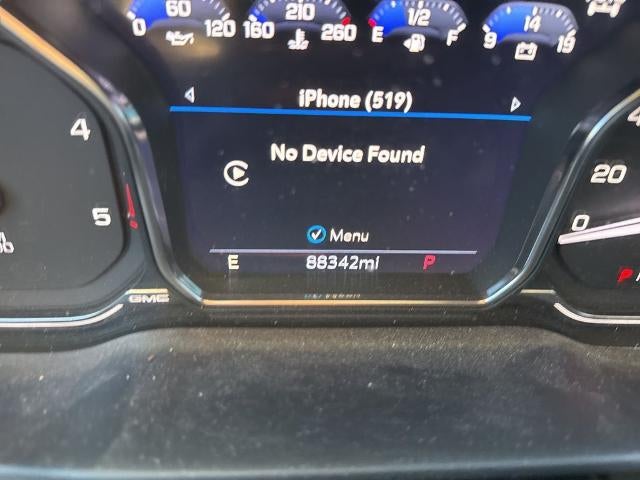 60 210 1/2 14
0 120 160 260 E F 9 19
iPhone (519)
No Device Found
4
5
20
0
Menu
E 88342mi P
P
GMC